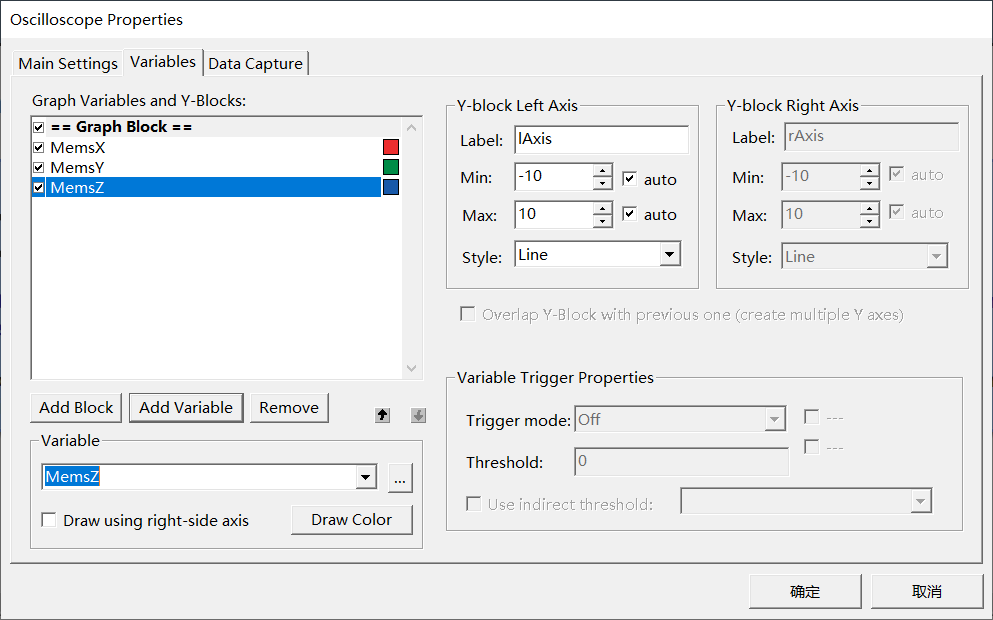 Oscilloscope Properties
Main Settings
Variables
Data Capture
Graph Variables and Y-Blocks:
== Graph Block ==
MemsX
MemsY
MemsZ
Add Block
Add Variable
Remove
Variable
MemsZ
...
Draw using right-side axis
Draw Color
Y-block Left Axis
Label:
lAxis
Min:
-10
auto
Max:
10
auto
Style:
Line
Y-block Right Axis
Label:
rAxis
Min:
-10
auto
Max:
10
auto
Style:
Line
Overlap Y-Block with previous one (create multiple Y axes)
Variable Trigger Properties
Trigger mode:
Off
---
Threshold:
0
---
Use indirect threshold:
确定
取消